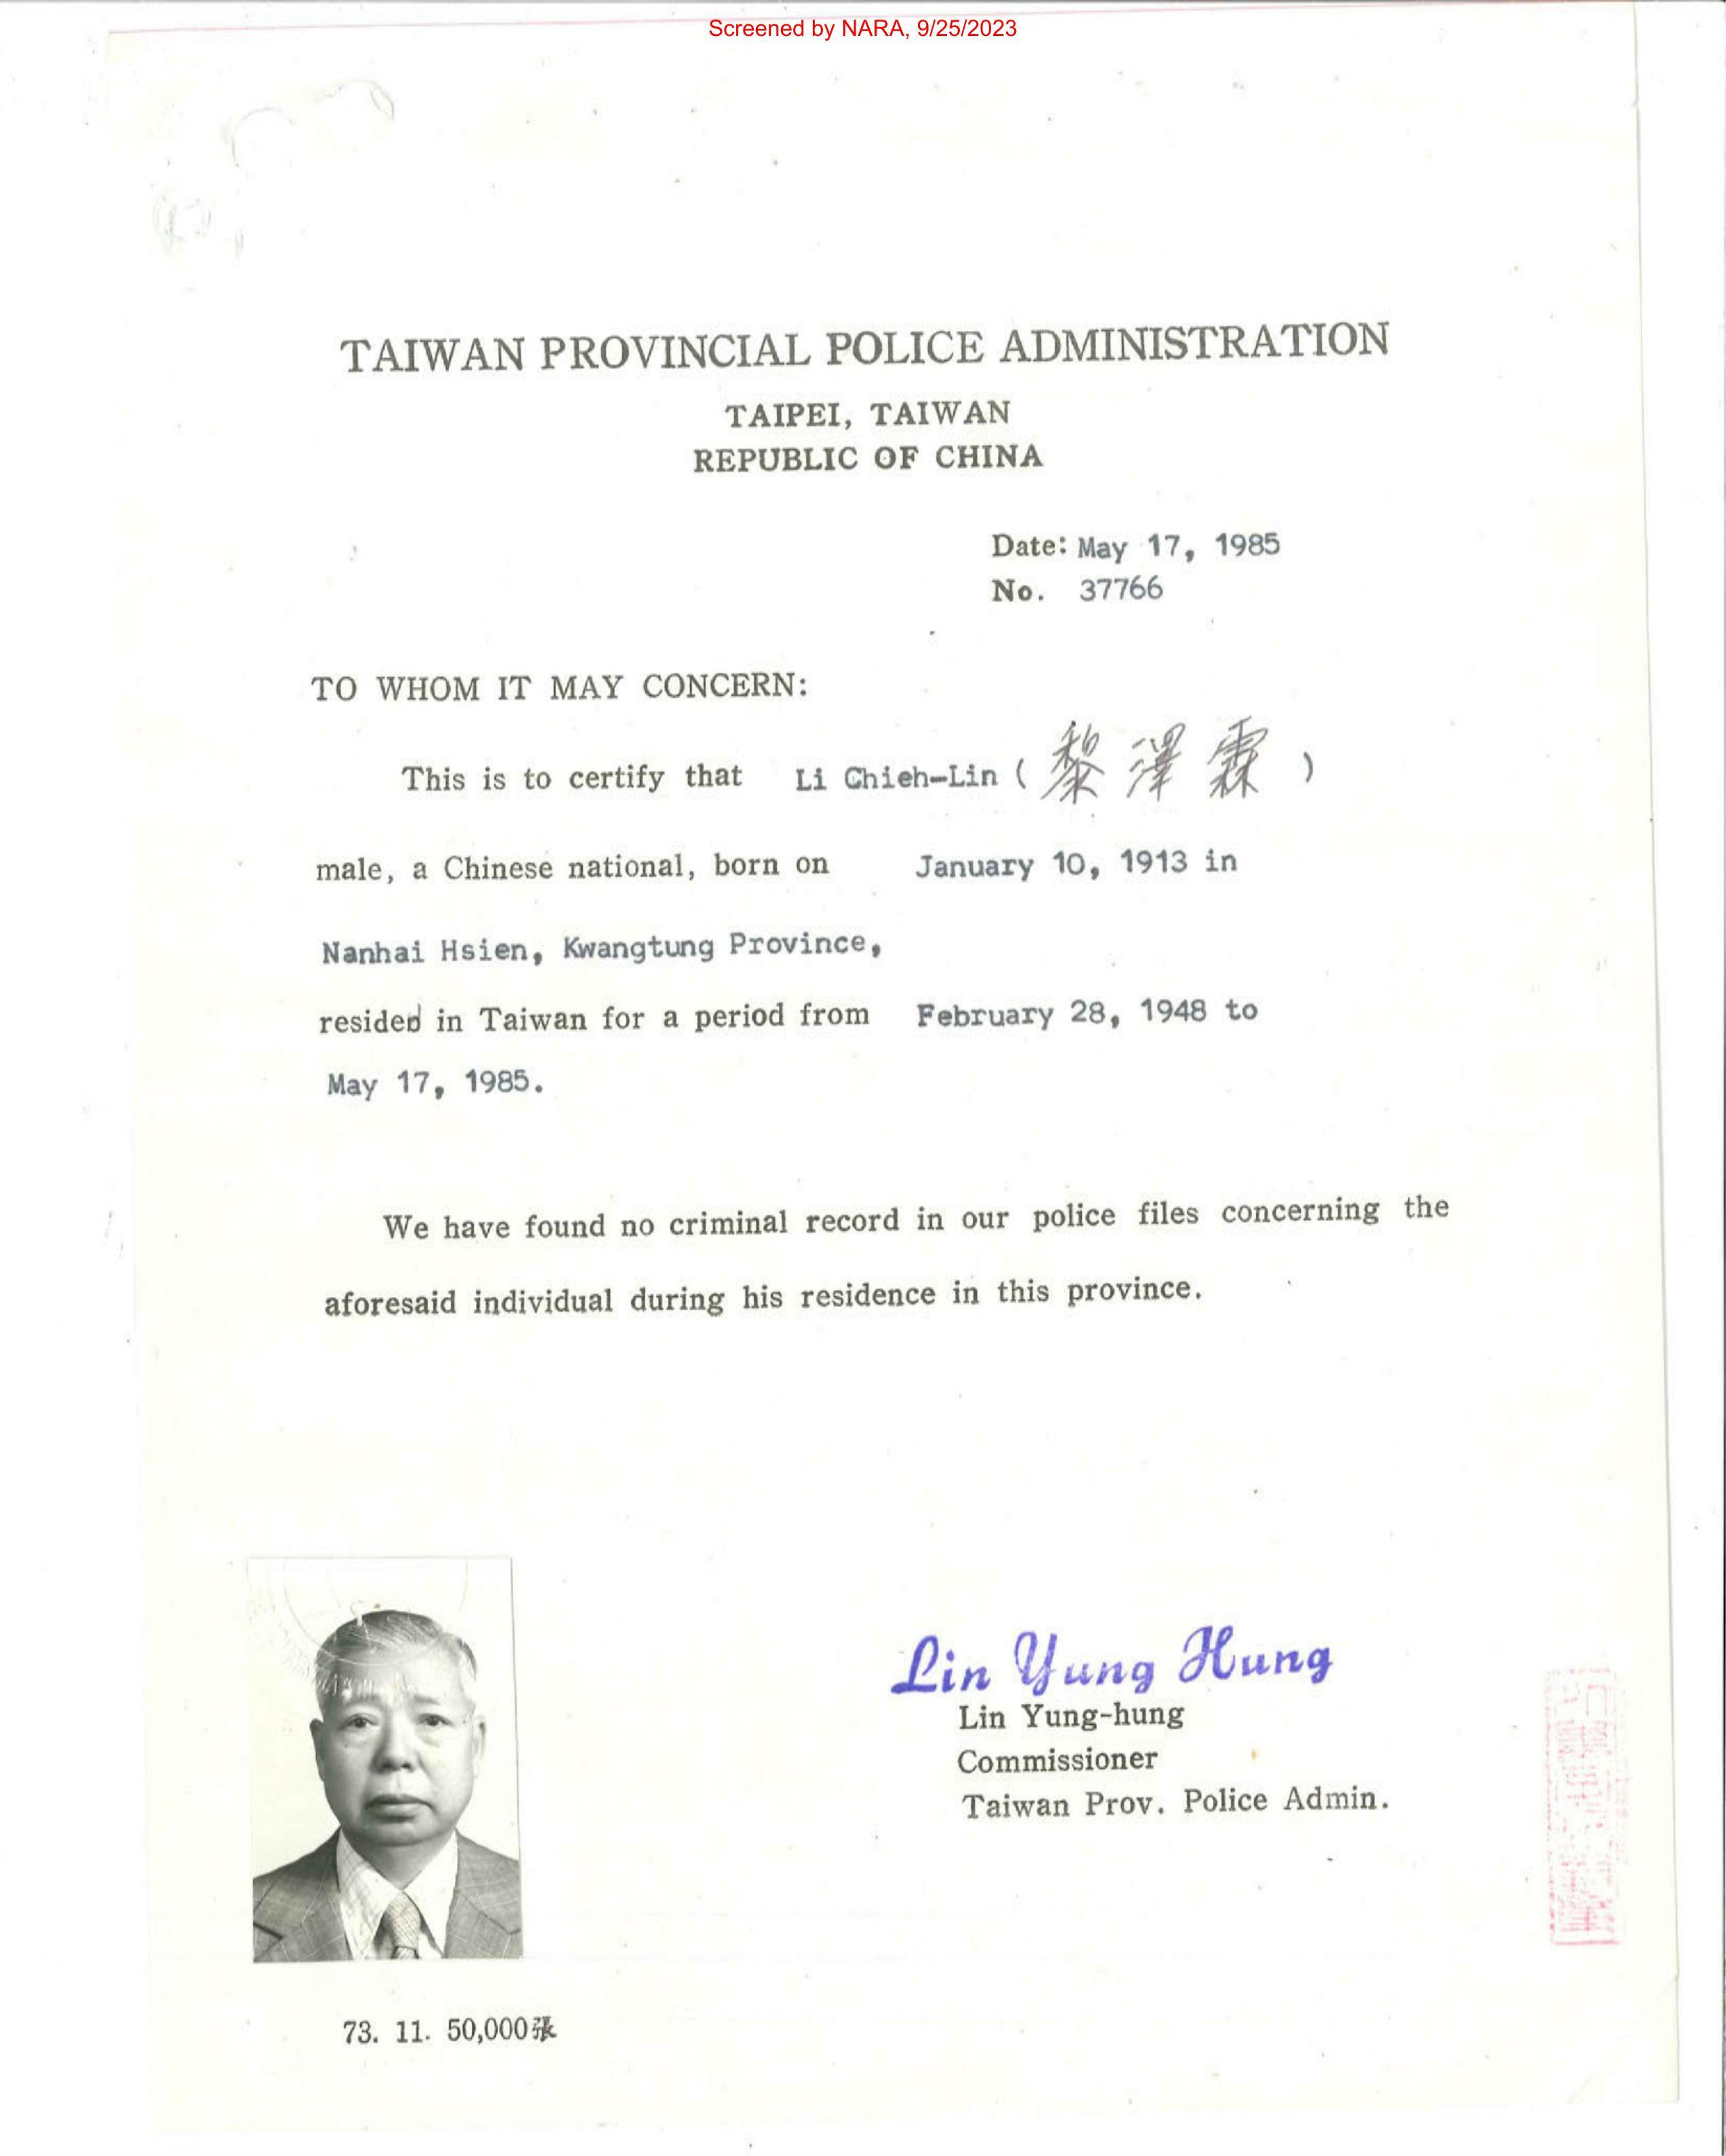 Screened by NARA, 9/25/2023
TAIWAN PROVINCIAL POLICE ADMINISTRATION
TAIPEI, TAIWAN
REPUBLIC OF CHINA
Date: May 17, 1985
No. 37766
TO WHOM IT MAY CONCERN:
This is to certify that Li Chieh-Lin (黎澤霖)
male, a Chinese national, born on January 10, 1913 in
Nanhai Hsien, Kwangtung Province,
resided in Taiwan for a period from February 28, 1948 to
May 17, 1985.
We have found no criminal record in our police files concerning the
aforesaid individual during his residence in this province.
Lin Yung Hung
Lin Yung-hung
Commissioner
Taiwan Prov. Police Admin.
73. 11. 50,000張